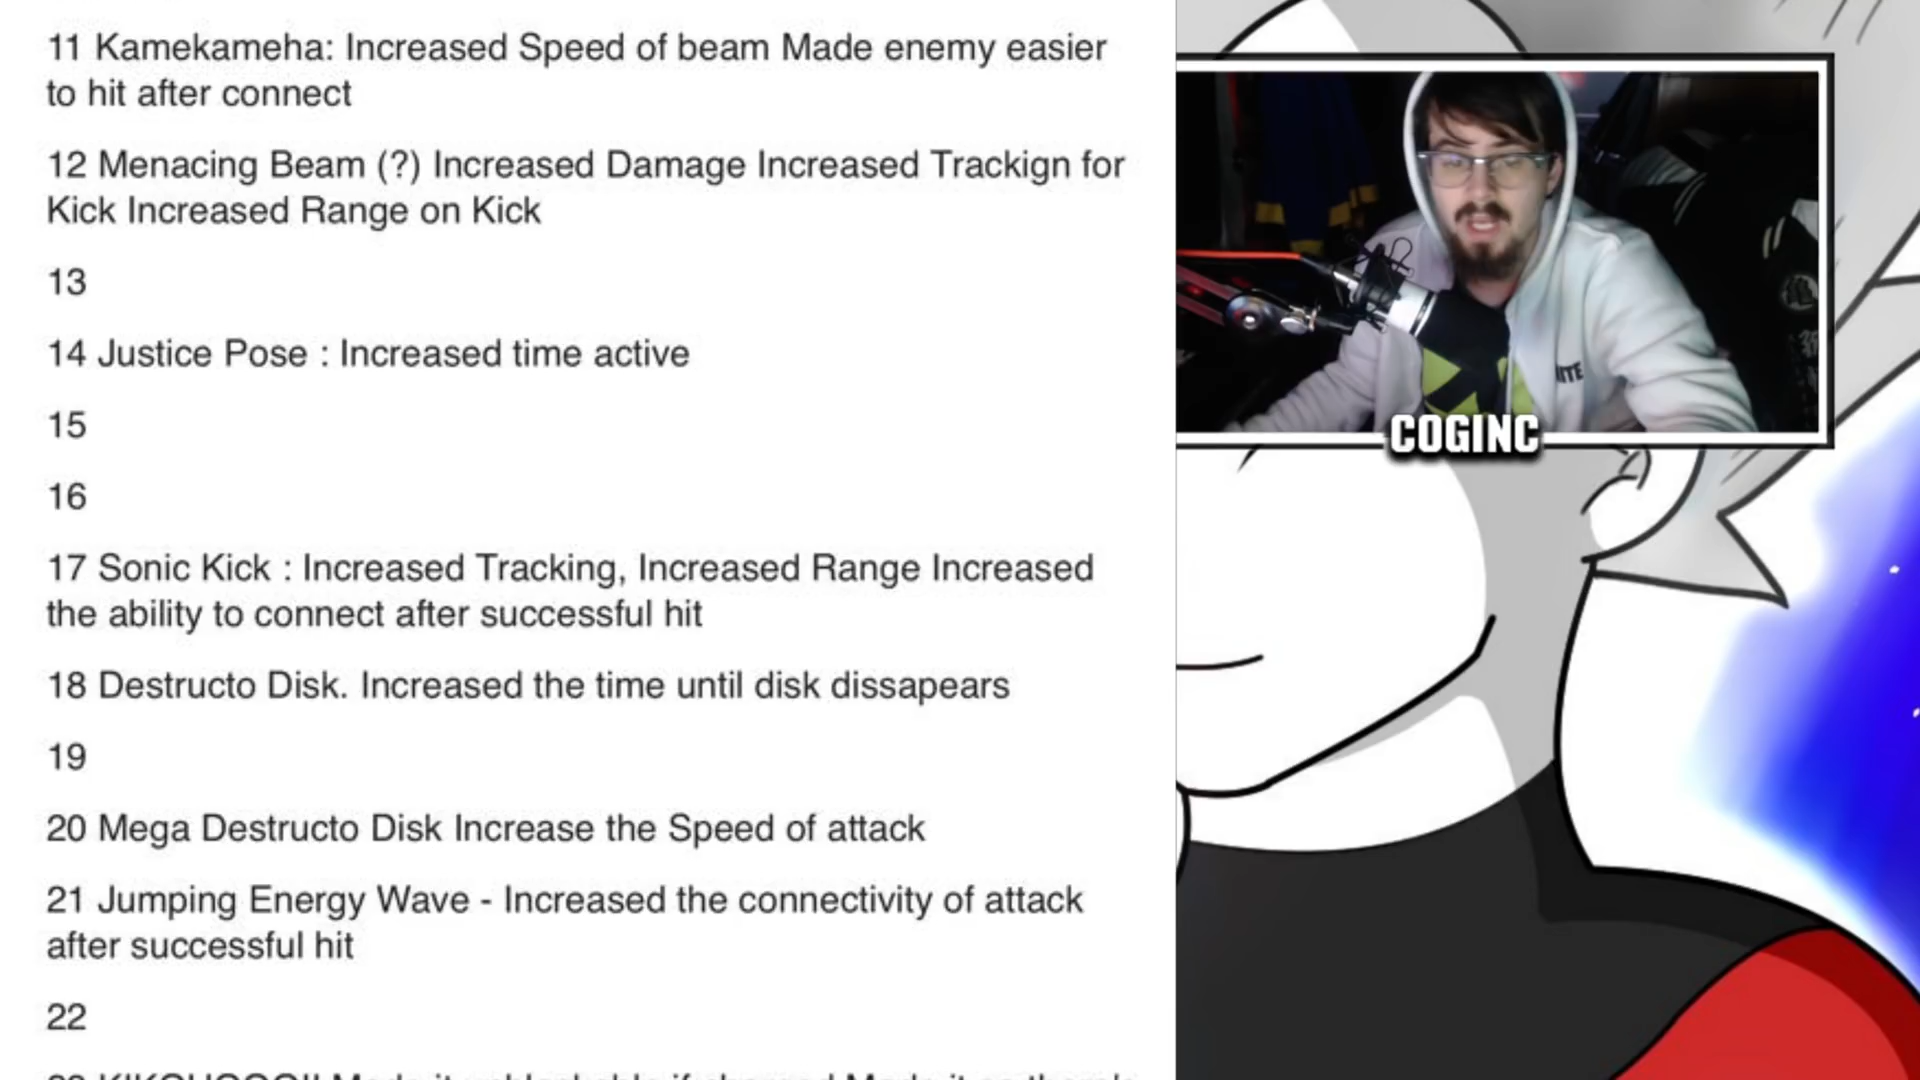 11 Kamekameha: Increased Speed of beam Made enemy easier
to hit after connect
12 Menacing Beam (?) Increased Damage Increased Trackign for
Kick Increased Range on Kick
13
14 Justice Pose : Increased time active
15
16
17 Sonic Kick : Increased Tracking, Increased Range Increased
the ability to connect after successful hit
18 Destructo Disk. Increased the time until disk dissapears
19
20 Mega Destructo Disk Increase the Speed of attack
21 Jumping Energy Wave - Increased the connectivity of attack
after successful hit
22
COGINC